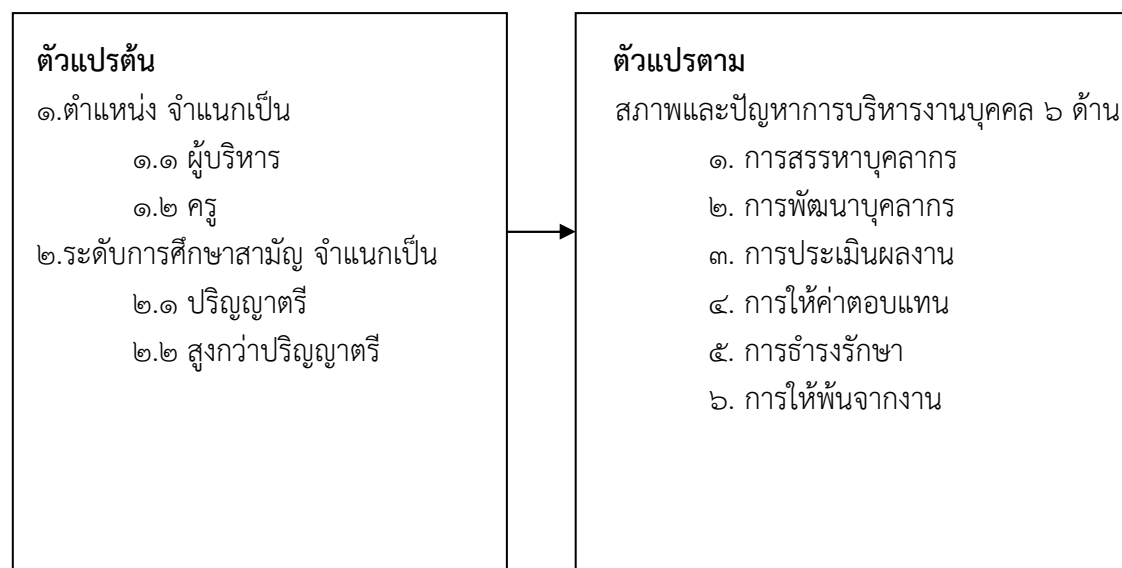 ตัวแปรต้น
๑.ตำแหน่ง จำแนกเป็น
๑.๑ ผู้บริหาร
๑.๒ ครู
๒.ระดับการศึกษาสามัญ จำแนกเป็น
๒.๑ ปริญญาตรี
๒.๒ สูงกว่าปริญญาตรี
ตัวแปรตาม
สภาพและปัญหาการบริหารงานบุคคล ๖ ด้าน
๑. การสรรหาบุคลากร
๒. การพัฒนาบุคลากร
๓. การประเมินผลงาน
๔. การให้ค่าตอบแทน
๕. การธำรงรักษา
๖. การให้พ้นจากงาน